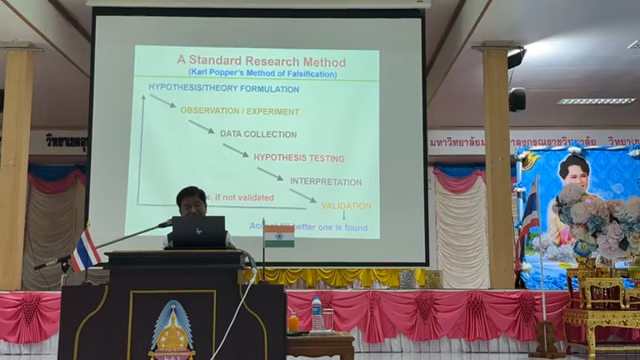 A Standard Research Method
(Karl Popper's Method of Falsification)
HYPOTHESIS/THEORY FORMULATION
OBSERVATION / EXPERIMENT
DATA COLLECTION
HYPOTHESIS TESTING
INTERPRETATION
if not validated
VALIDATION
better one is found
hp